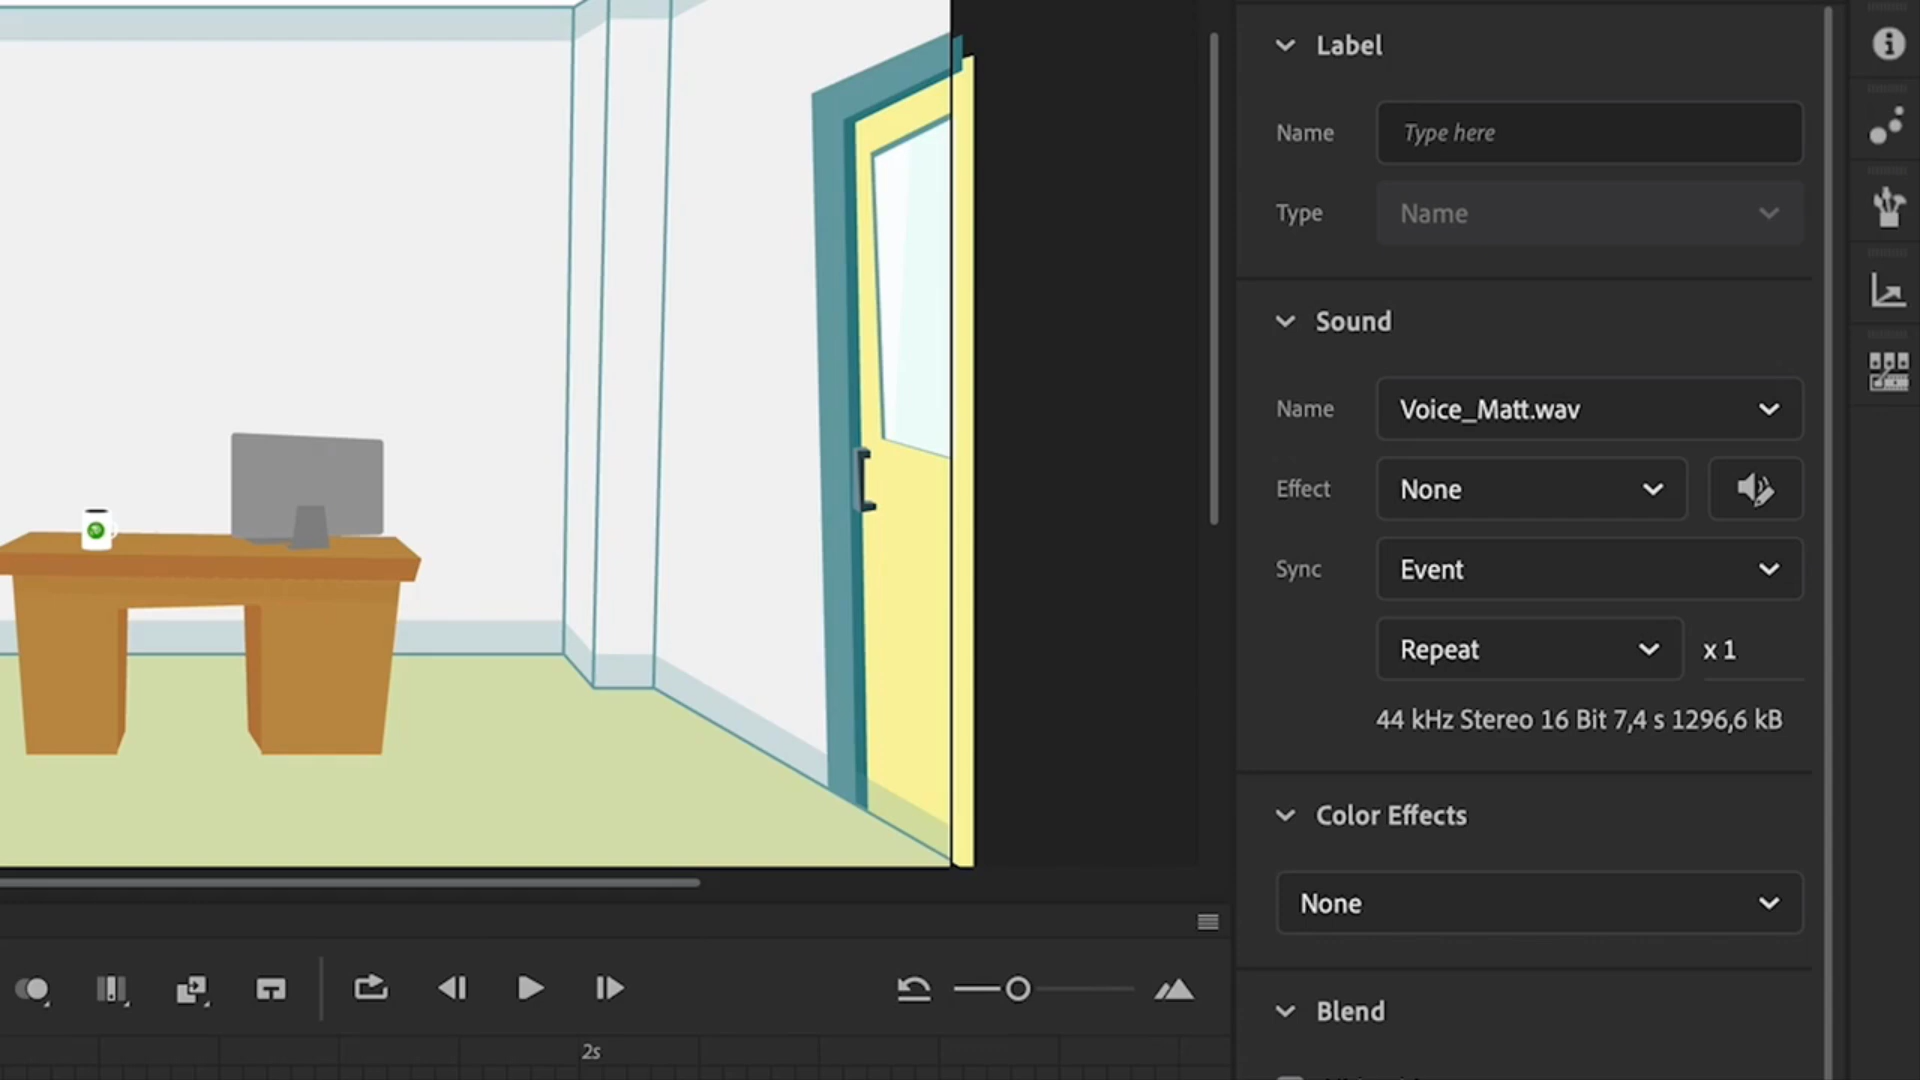 Label
Name Type here
Type Name
Sound
Name Voice_Matt.wav
Effect None
Sync Event
Repeat x 1
44 kHz Stereo 16 Bit 7,4 s 1296,6 kB
Color Effects
None
Blend
2s